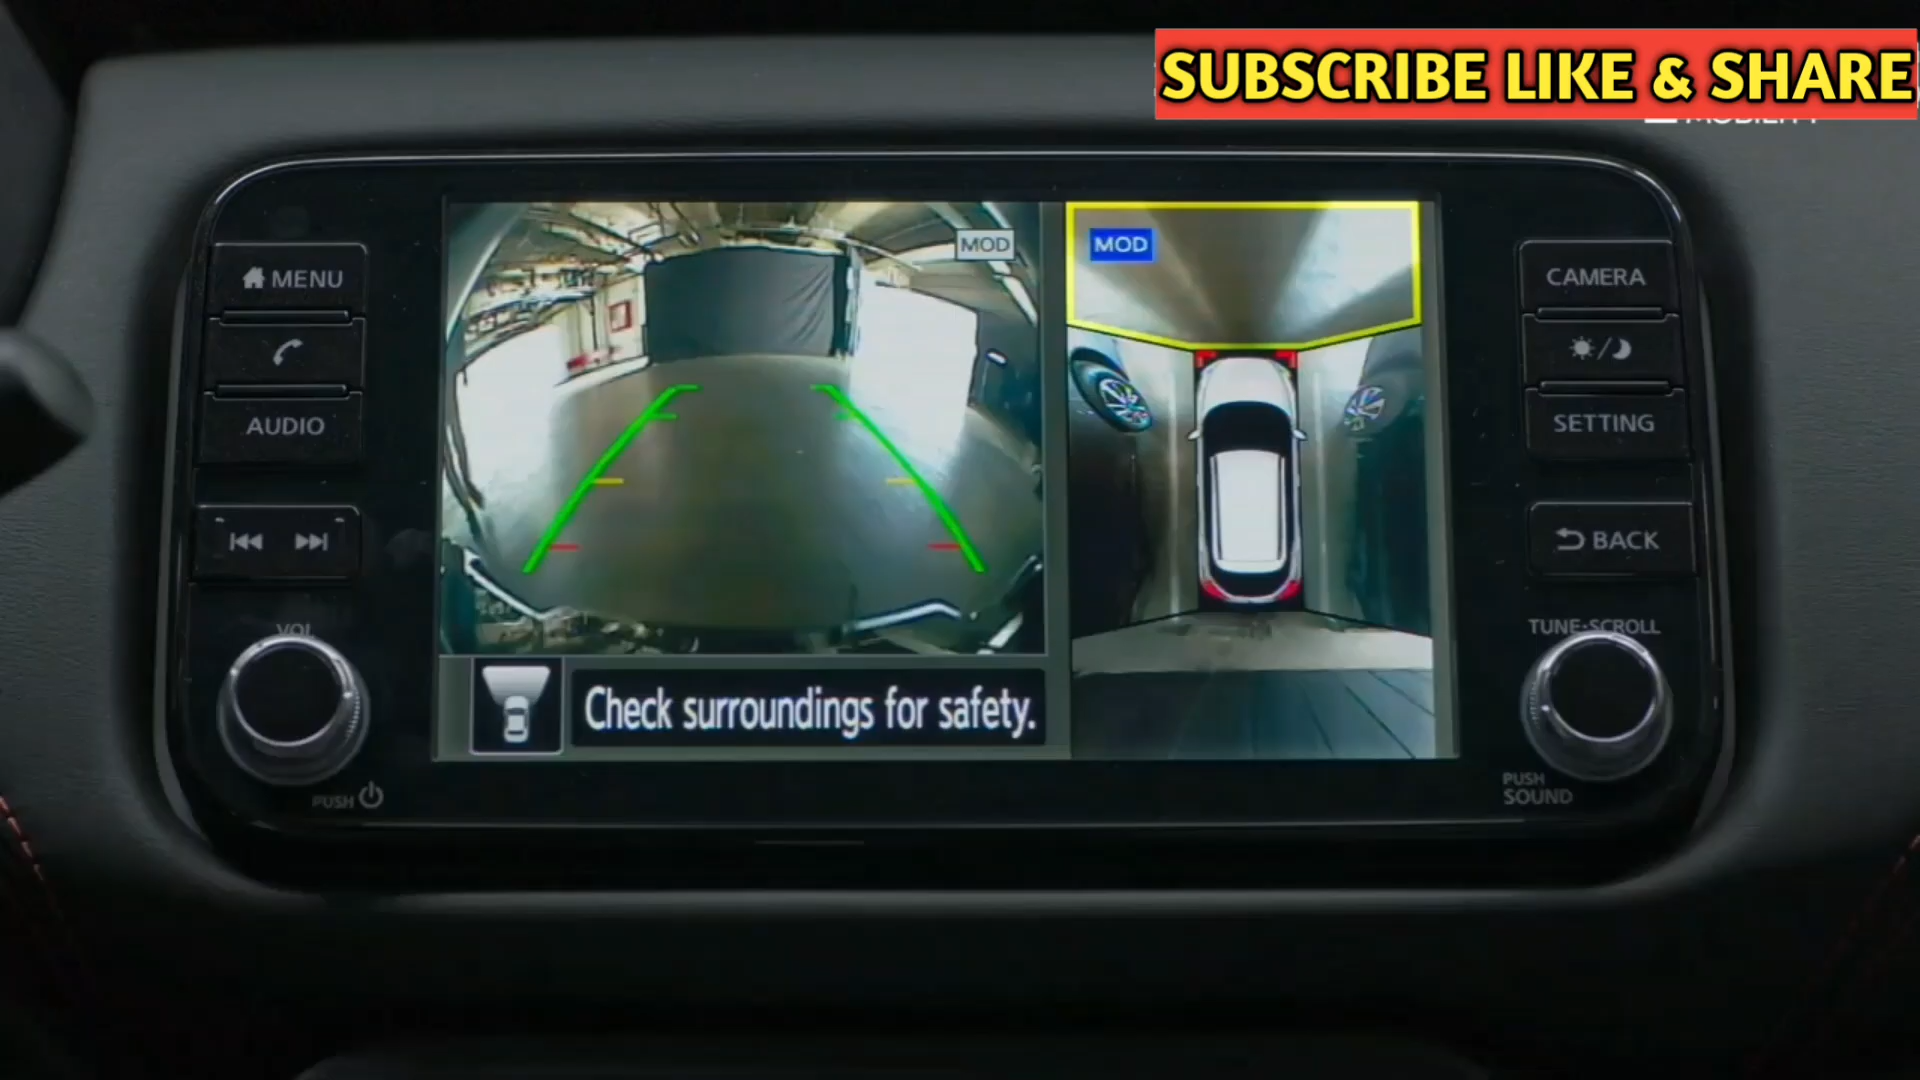 SUBSCRIBE LIKE & SHARE
MOBILITY
MENU
AUDIO
VOL
PUSH
MOD
MOD
Check surroundings for safety.
CAMERA
SETTING
BACK
TUNE·SCROLL
PUSH
SOUND